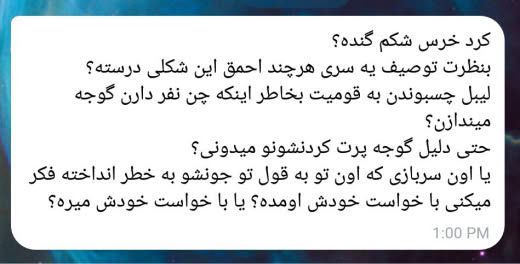 کرد خرس شکم گنده؟
بنظرت توصیف یه سری هرچند احمق این شکلی درسته؟
لیبل چسبوندن به قومیت بخاطر اینکه چن نفر دارن گوجه
میندازن؟
حتی دلیل گوجه پرت کردنشونو میدونی؟
یا اون سربازی که اون تو به قول تو جونشو به خطر انداخته فکر
میکنی با خواست خودش اومده؟ یا با خواست خودش میره؟
1:00 PM